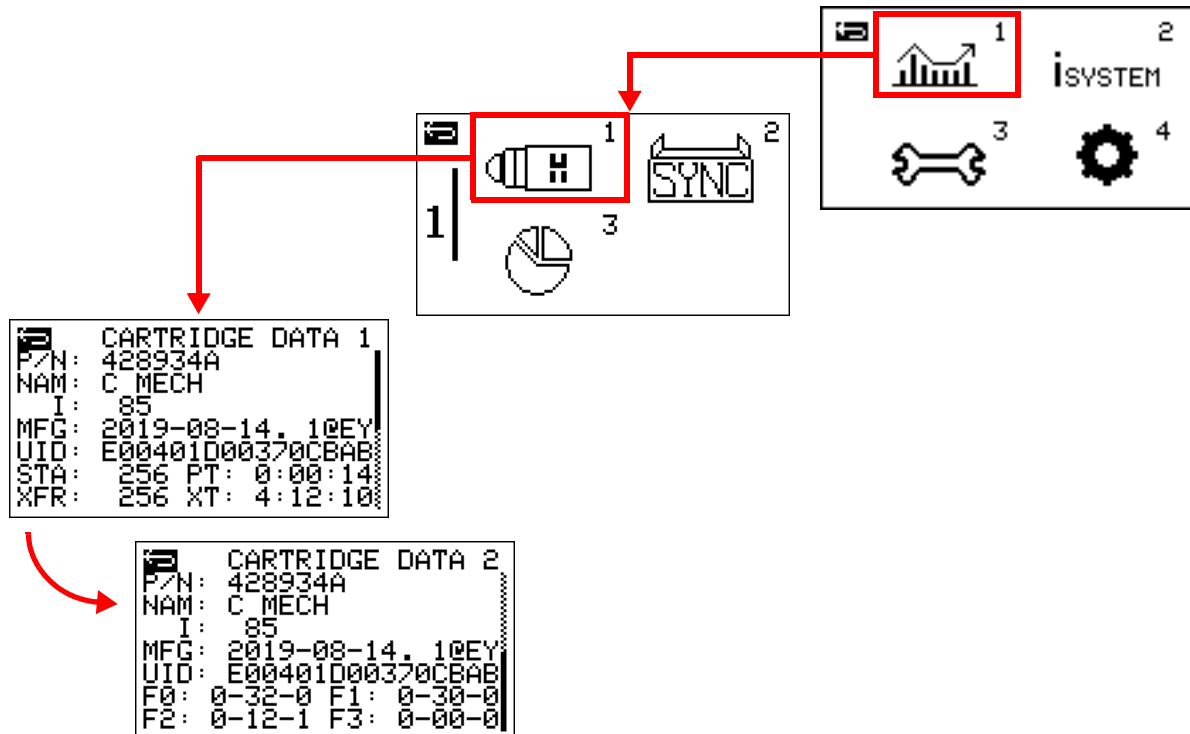 1
2
iSYSTEM
3
4
1
2
SYNC
1
3
CARTRIDGE DATA 1
P/N: 428934A
NAM: C MECH
I: 85
MFG: 2019-08-14. 1@EY
UID: E00401D00370CBAB
STA: 256 PT: 0:00:14
XFR: 256 XT: 4:12:10
CARTRIDGE DATA 2
P/N: 428934A
NAM: C MECH
I: 85
MFG: 2019-08-14. 1@EY
UID: E00401D00370CBAB
F0: 0-32-0 F1: 0-30-0
F2: 0-12-1 F3: 0-00-0